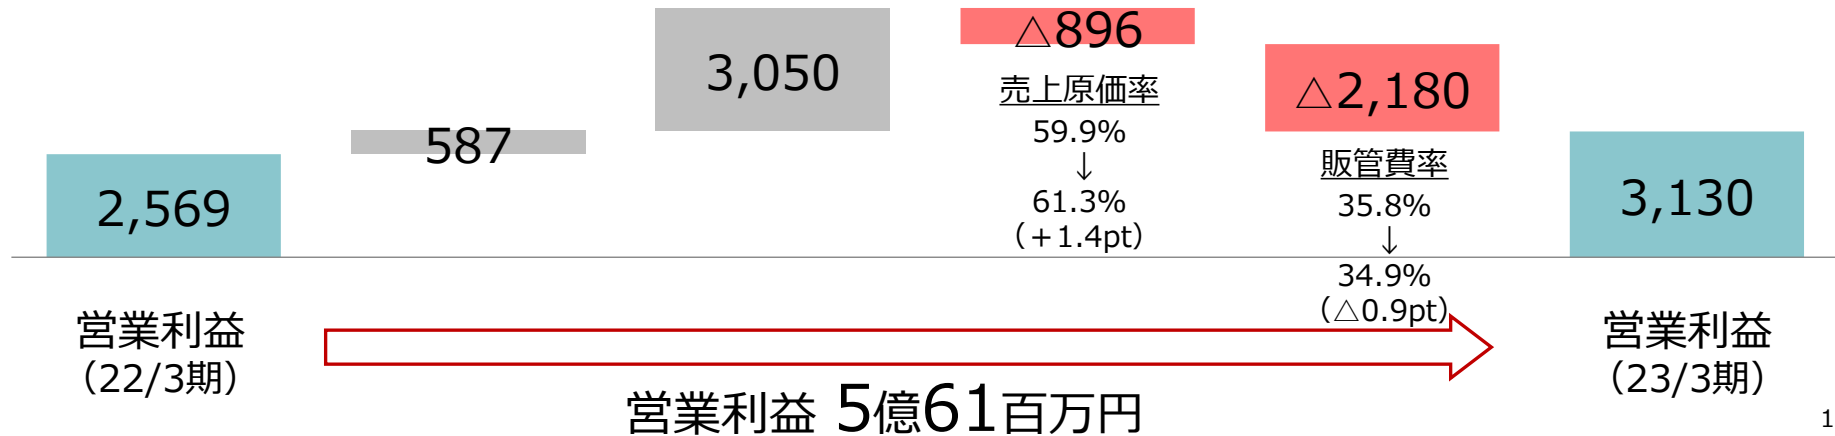 2,569
587
3,050
△896
売上原価率
59.9%
↓
61.3%
（＋1.4pt）
△2,180
販管費率
35.8%
↓
34.9%
（△0.9pt）
3,130
営業利益
（22/3期）
営業利益
（23/3期）
営業利益 5億61百万円
1